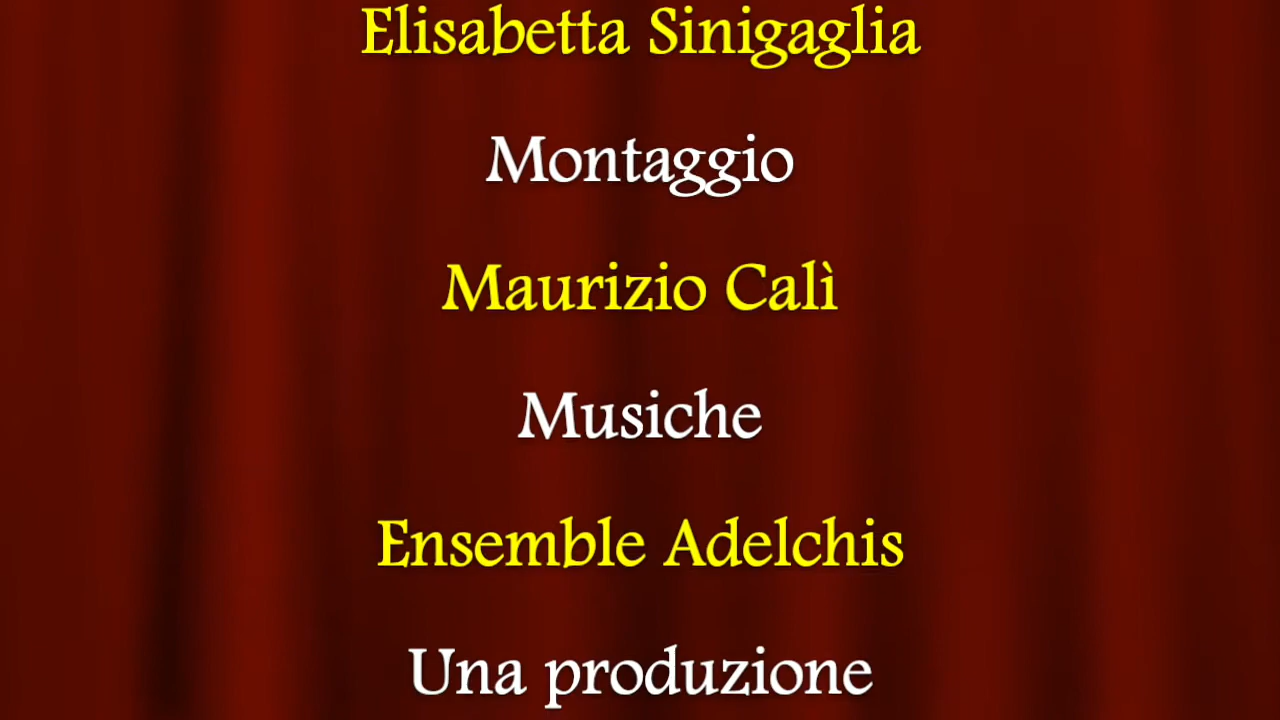 Elisabetta Sinigaglia
Montaggio
Maurizio Calì
Musiche
Ensemble Adelchis
Una produzione